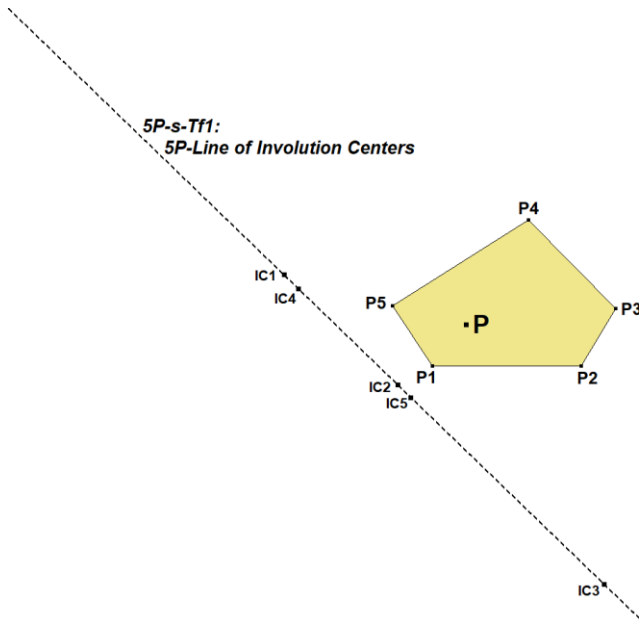 5P-s-Tf1:
5P-Line of Involution Centers
P4
IC1
IC4
P5
P3
P
P1
P2
IC2
IC5
IC3